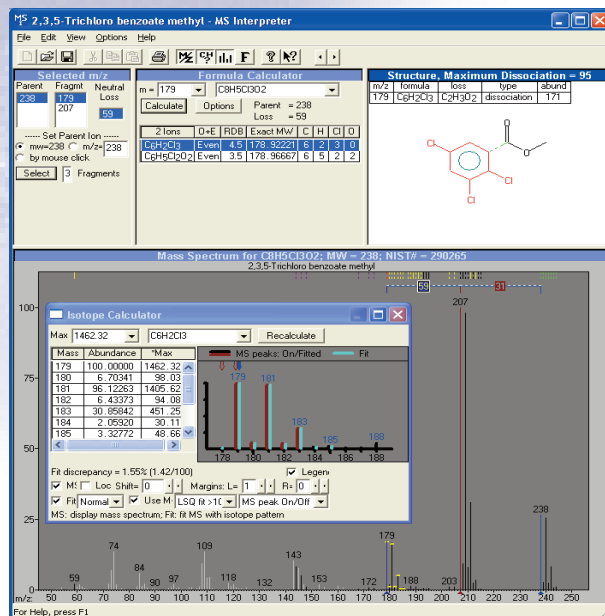 2,3,5-Trichloro benzoate methyl - MS Interpreter
File Edit View Options Help
Selected m/z
Parent Fragmt Neutral Loss
238 179 59
207
------ Set Parent Ion ------
mw=238 m/z= 238
by mouse click
Select 3 Fragments
Formula Calculator
m = 179 C8H5Cl3O2
Calculate Options Parent = 238
Loss = 59
2 Ions O+E RDB Exact MW C H Cl O
C6H2Cl3 Even 4.5 178.92221 6 2 3 0
C6H5Cl2O2 Even 3.5 178.96667 6 5 2 2
Structure, Maximum Dissociation = 95
m/z formula loss type abund
179 C6H2Cl3 C2H3O2 dissociation 171
O
Cl
O
Cl
Cl
Mass Spectrum for C8H5Cl3O2; MW = 238; NIST# = 290265
2,3,5-Trichloro benzoate methyl
59 31
207
100
75
50
25
0
Isotope Calculator
Max 1462.32 C6H2Cl3 Recalculate
Mass Abundance *Max
179 100.00000 1462.32
180 6.70341 98.03
181 96.12263 1405.62
182 6.43373 94.08
183 30.85842 451.25
184 2.05920 30.11
185 3.32772 48.66
MS peaks: On/Fitted Fit
179 181 183 185 188
178 180 182 184 186 188
Fit discrepancy = 1.55% (1.42/100) Legen
MS Loc Shift= 0 Margins: L= 1 R= 0
Fit Normal Use M- LSQ fit >10 MS peak On/Off
MS: display mass spectrum; Fit: fit MS with isotope pattern
59 74 84 90 97 109 118 132 143 153 172 179 188 203 238
m/z: 50 60 70 80 90 100 110 120 130 140 150 160 170 180 190 200 210 220 230 240 250
For Help, press F1